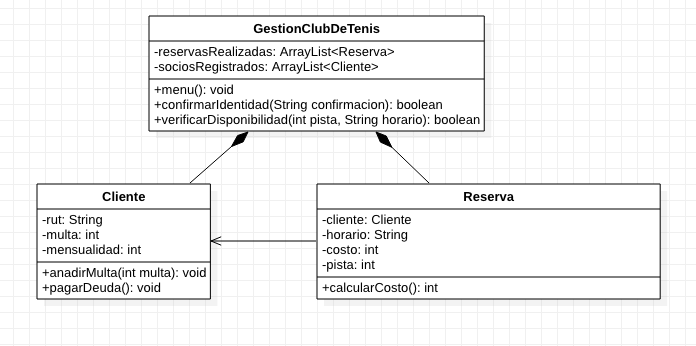 GestionClubDeTenis
-reservasRealizadas: ArrayList<Reserva>
-sociosRegistrados: ArrayList<Cliente>
+menu(): void
+confirmarIdentidad(String confirmacion): boolean
+verificarDisponibilidad(int pista, String horario): boolean
Cliente
-rut: String
-multa: int
-mensualidad: int
+anadirMulta(int multa): void
+pagarDeuda(): void
Reserva
-cliente: Cliente
-horario: String
-costo: int
-pista: int
+calcularCosto(): int